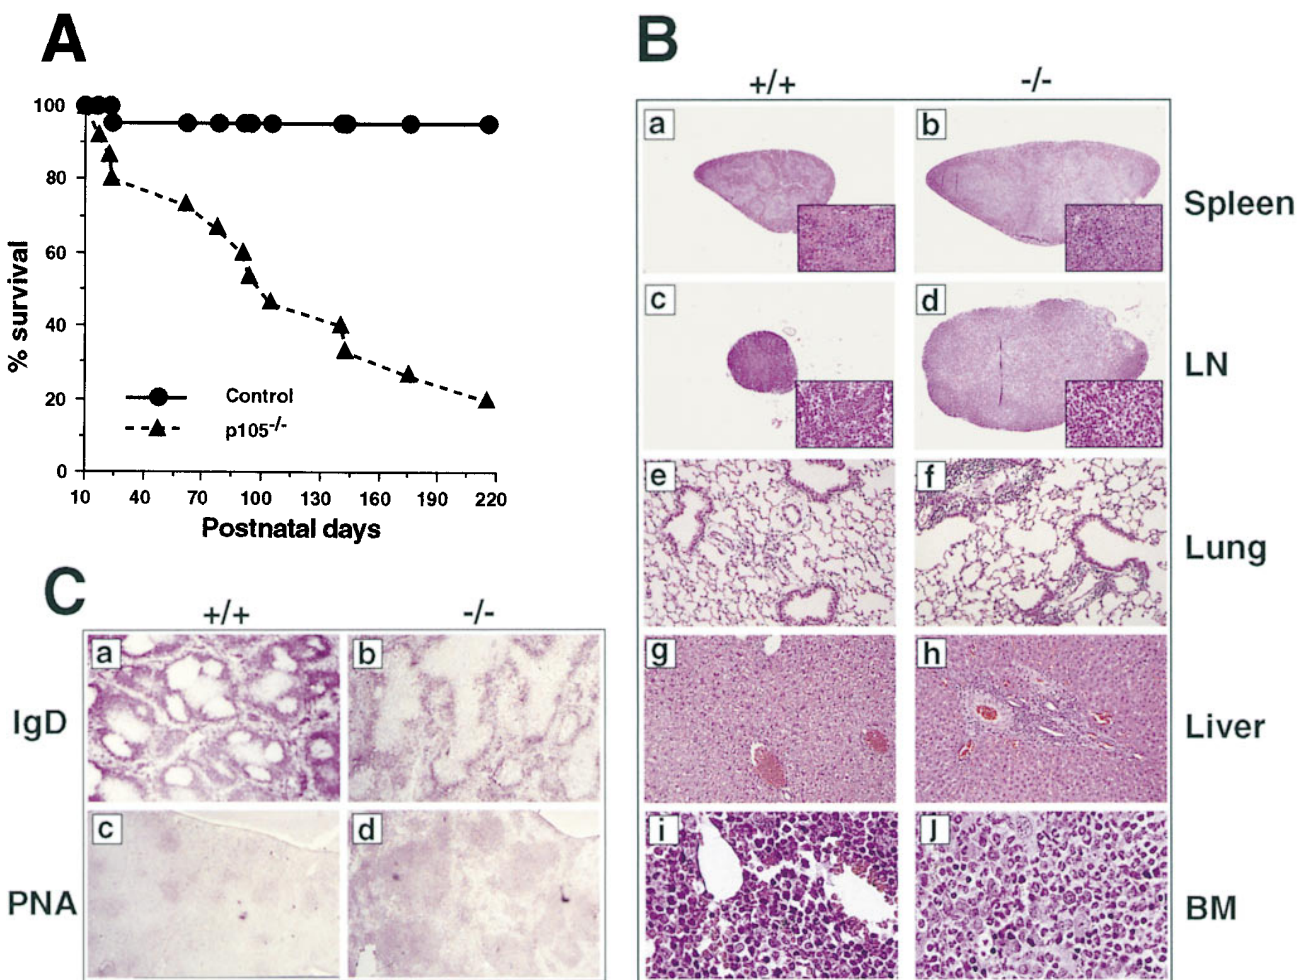 A
100
80
60
40
20
0
% survival
Control
p105-/-
10 40 70 100 130 160 190 220
Postnatal days
B
+/+ -/-
a b
Spleen
c d
LN
e f
Lung
g h
Liver
i j
BM
C
+/+ -/-
a b
IgD
c d
PNA